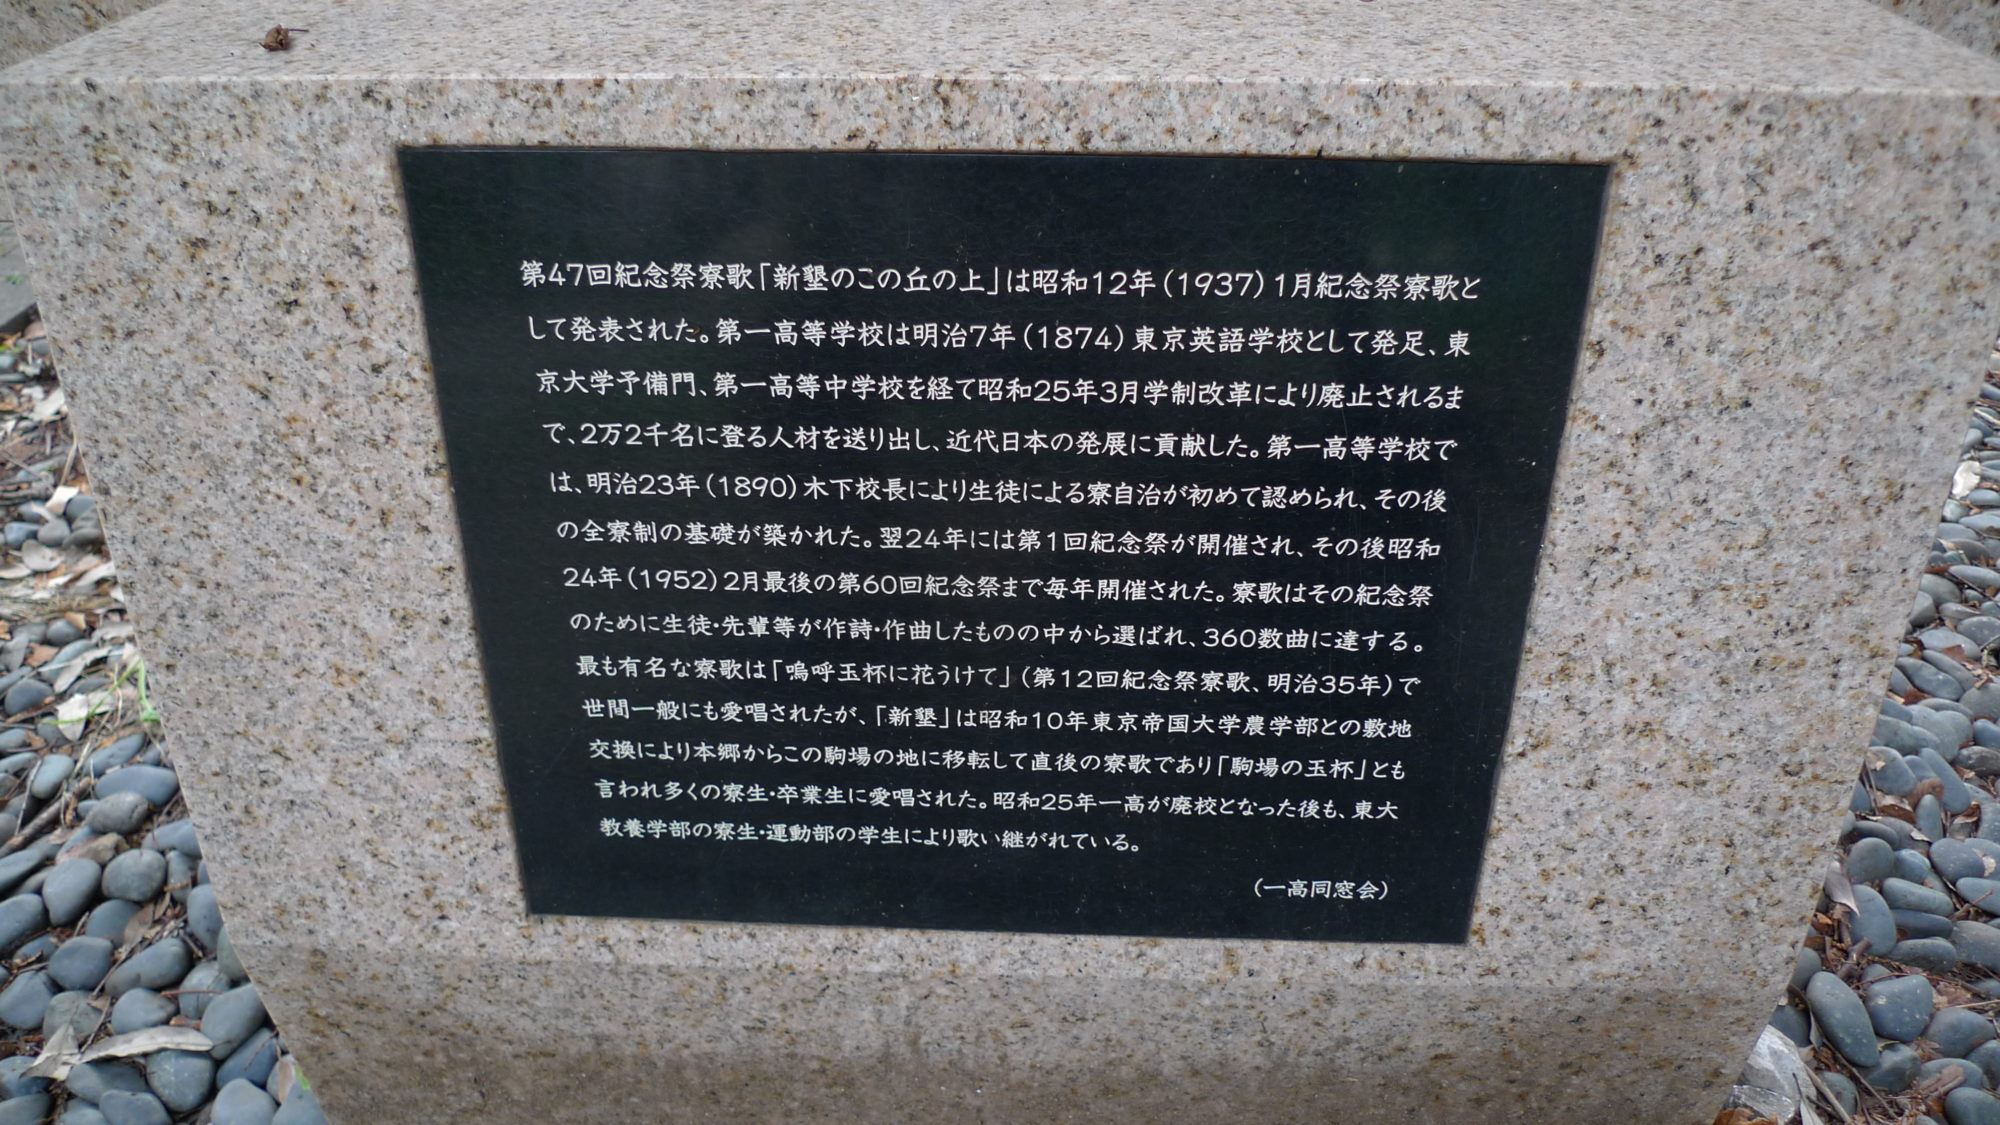 第47回紀念祭寮歌「新墾のこの丘の上」は昭和12年（1937）1月紀念祭寮歌と
して発表された。第一高等学校は明治7年（1874）東京英語学校として発足、東
京大学予備門、第一高等中学校を経て昭和25年3月学制改革により廃止されるま
で、2万2千名に登る人材を送り出し、近代日本の発展に貢献した。第一高等学校で
は、明治23年（1890）木下校長により生徒による寮自治が初めて認められ、その後
の全寮制の基礎が築かれた。翌24年には第1回紀念祭が開催され、その後昭和
24年（1952）2月最後の第60回紀念祭まで毎年開催された。寮歌はその紀念祭
のために生徒・先輩等が作詩・作曲したものの中から選ばれ、360数曲に達する。
最も有名な寮歌は「嗚呼玉杯に花うけて」（第12回紀念祭寮歌、明治35年）で
世間一般にも愛唱されたが、「新墾」は昭和10年東京帝国大学農学部との敷地
交換により本郷からこの駒場の地に移転して直後の寮歌であり「駒場の玉杯」とも
言われ多くの寮生・卒業生に愛唱された。昭和25年一高が廃校となった後も、東大
教養学部の寮生・運動部の学生により歌い継がれている。
（一高同窓会）